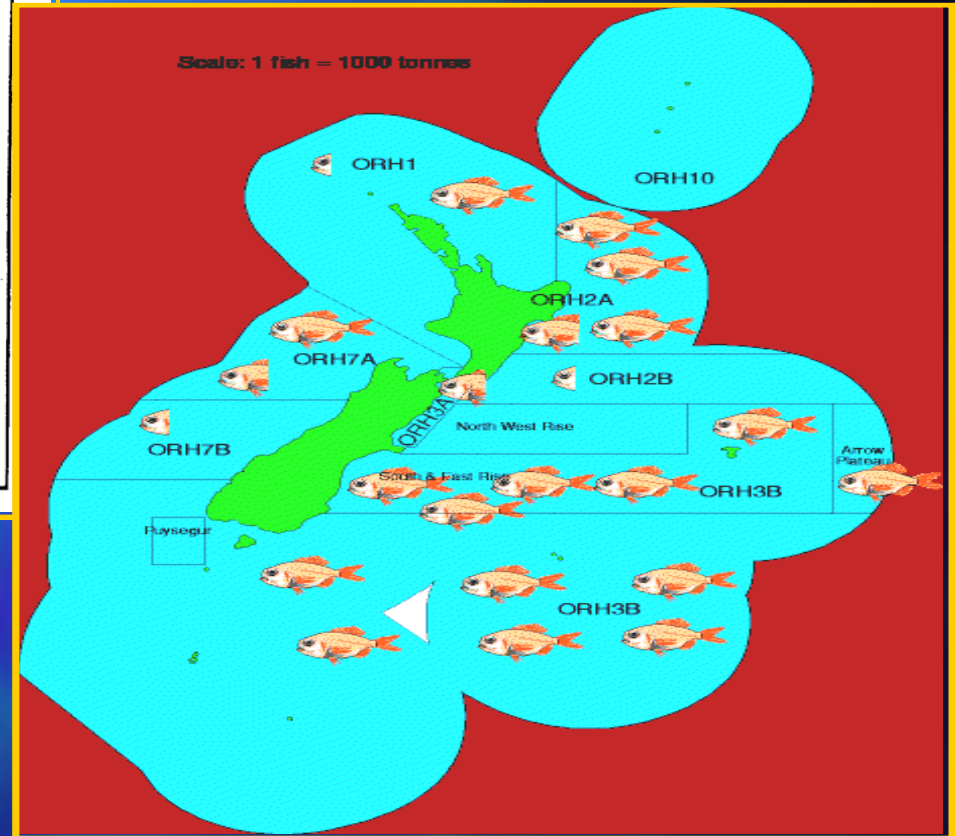 Scale: 1 fish = 1000 tonnes
ORH1
ORH10
ORH2A
ORH7A
ORH2B
ORH3A
North West Rise
ORH7B
Arrow
Plateau
South & East Rise
ORH3B
Puysegur
ORH3B